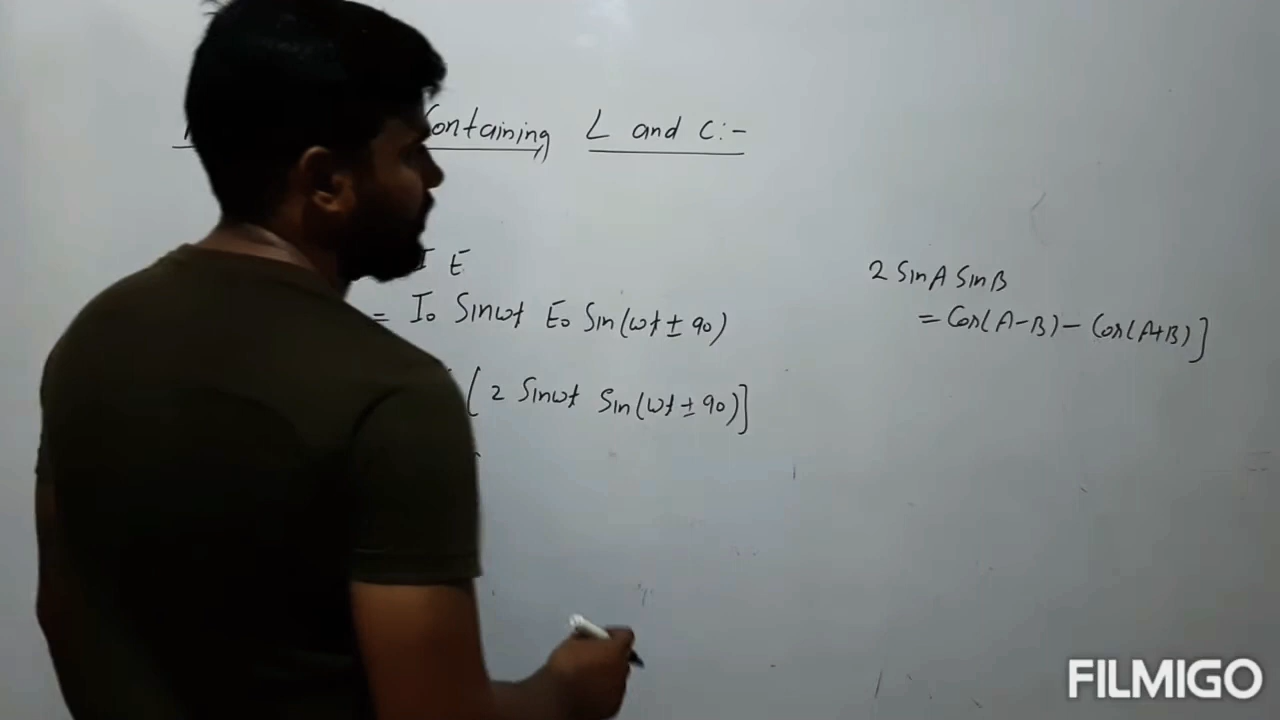 Containing L and C:-
I E
= I₀ Sinωt E₀ Sin(ωt ± 90)
( 2 Sinωt Sin(ωt ± 90)]
2 SinA SinB
= Cos(A-B) - Cos(A+B)]
FILMIGO